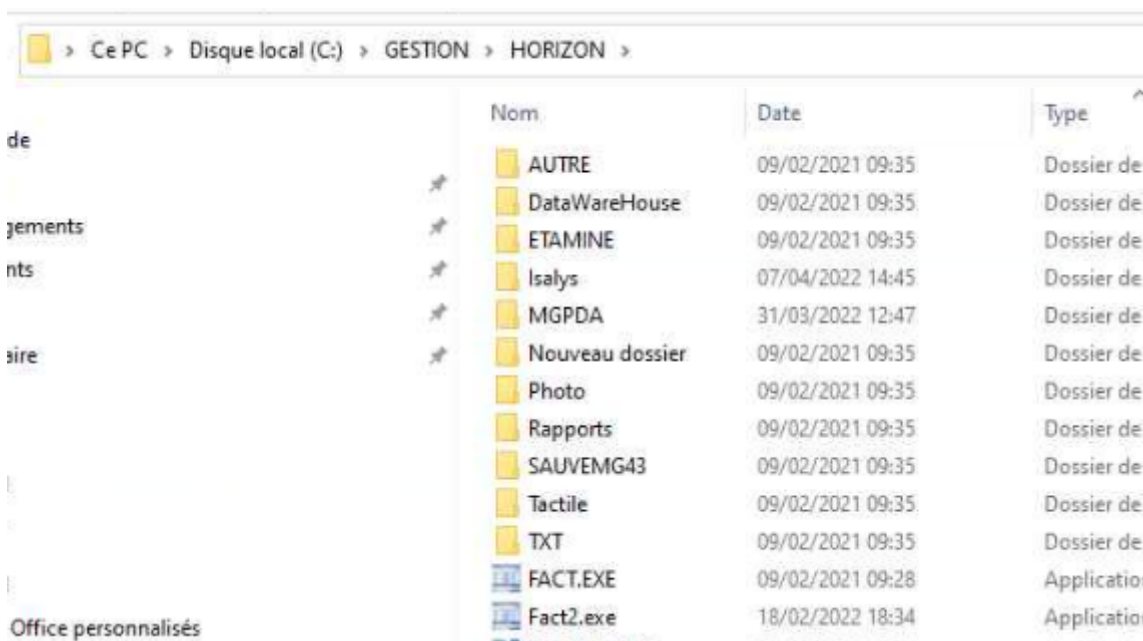 > Ce PC > Disque local (C:) > GESTION > HORIZON >
Nom Date Type
de
AUTRE 09/02/2021 09:35 Dossier de
DataWareHouse 09/02/2021 09:35 Dossier de
gements
ETAMINE 09/02/2021 09:35 Dossier de
nts
Isalys 07/04/2022 14:45 Dossier de
MGPDA 31/03/2022 12:47 Dossier de
aire
Nouveau dossier 09/02/2021 09:35 Dossier de
Photo 09/02/2021 09:35 Dossier de
Rapports 09/02/2021 09:35 Dossier de
SAUVEMG43 09/02/2021 09:35 Dossier de
Tactile 09/02/2021 09:35 Dossier de
TXT 09/02/2021 09:35 Dossier de
FACT.EXE 09/02/2021 09:28 Applicatio
Office personnalisés
Fact2.exe 18/02/2022 18:34 Applicatio